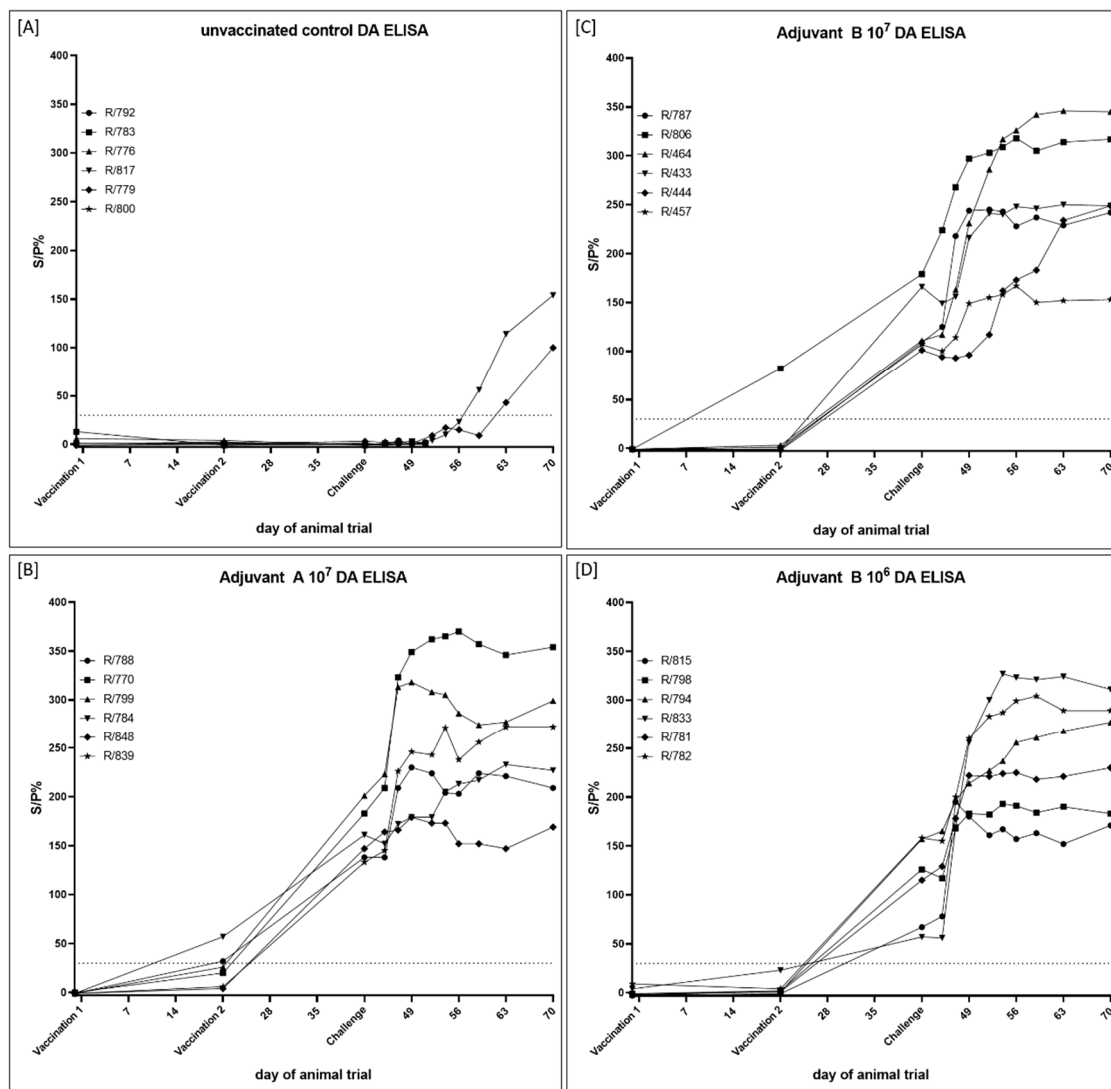 [A]
unvaccinated control DA ELISA
400
350
300
250
200
150
100
50
0
S/P%
R/792
R/783
R/776
R/817
R/779
R/800
Vaccination 1
7
14
Vaccination 2
28
35
Challenge
49
56
63
70
day of animal trial
[C]
Adjuvant B 10⁷ DA ELISA
400
350
300
250
200
150
100
50
0
S/P%
R/787
R/806
R/464
R/433
R/444
R/457
Vaccination 1
7
14
Vaccination 2
28
35
Challenge
49
56
63
70
day of animal trial
[B]
Adjuvant A 10⁷ DA ELISA
400
350
300
250
200
150
100
50
0
S/P%
R/788
R/770
R/799
R/784
R/848
R/839
Vaccination 1
7
14
Vaccination 2
28
35
Challenge
49
56
63
70
day of animal trial
[D]
Adjuvant B 10⁶ DA ELISA
400
350
300
250
200
150
100
50
0
S/P%
R/815
R/798
R/794
R/833
R/781
R/782
Vaccination 1
7
14
Vaccination 2
28
35
Challenge
49
56
63
70
day of animal trial